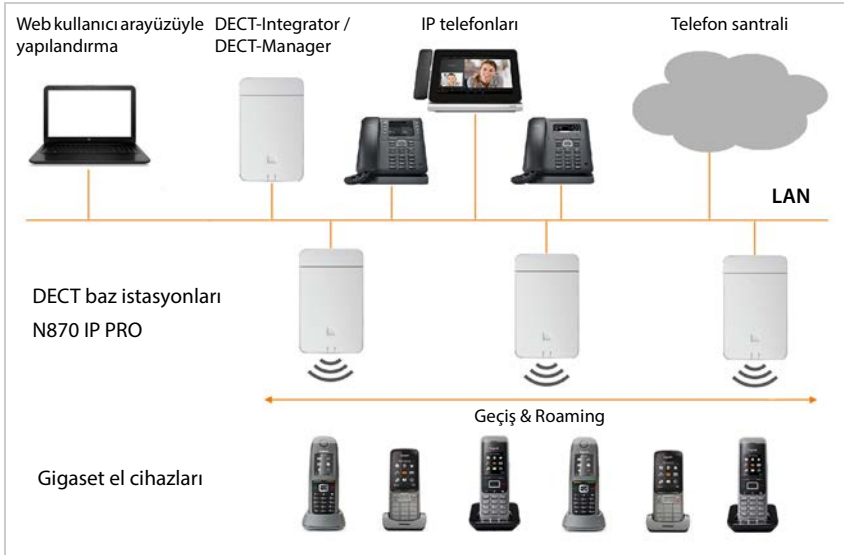 Web kullanıcı arayüzüyle
yapılandırma
DECT-Integrator /
DECT-Manager
IP telefonları
Telefon santrali
LAN
DECT baz istasyonları
N870 IP PRO
Geçiş & Roaming
Gigaset el cihazları